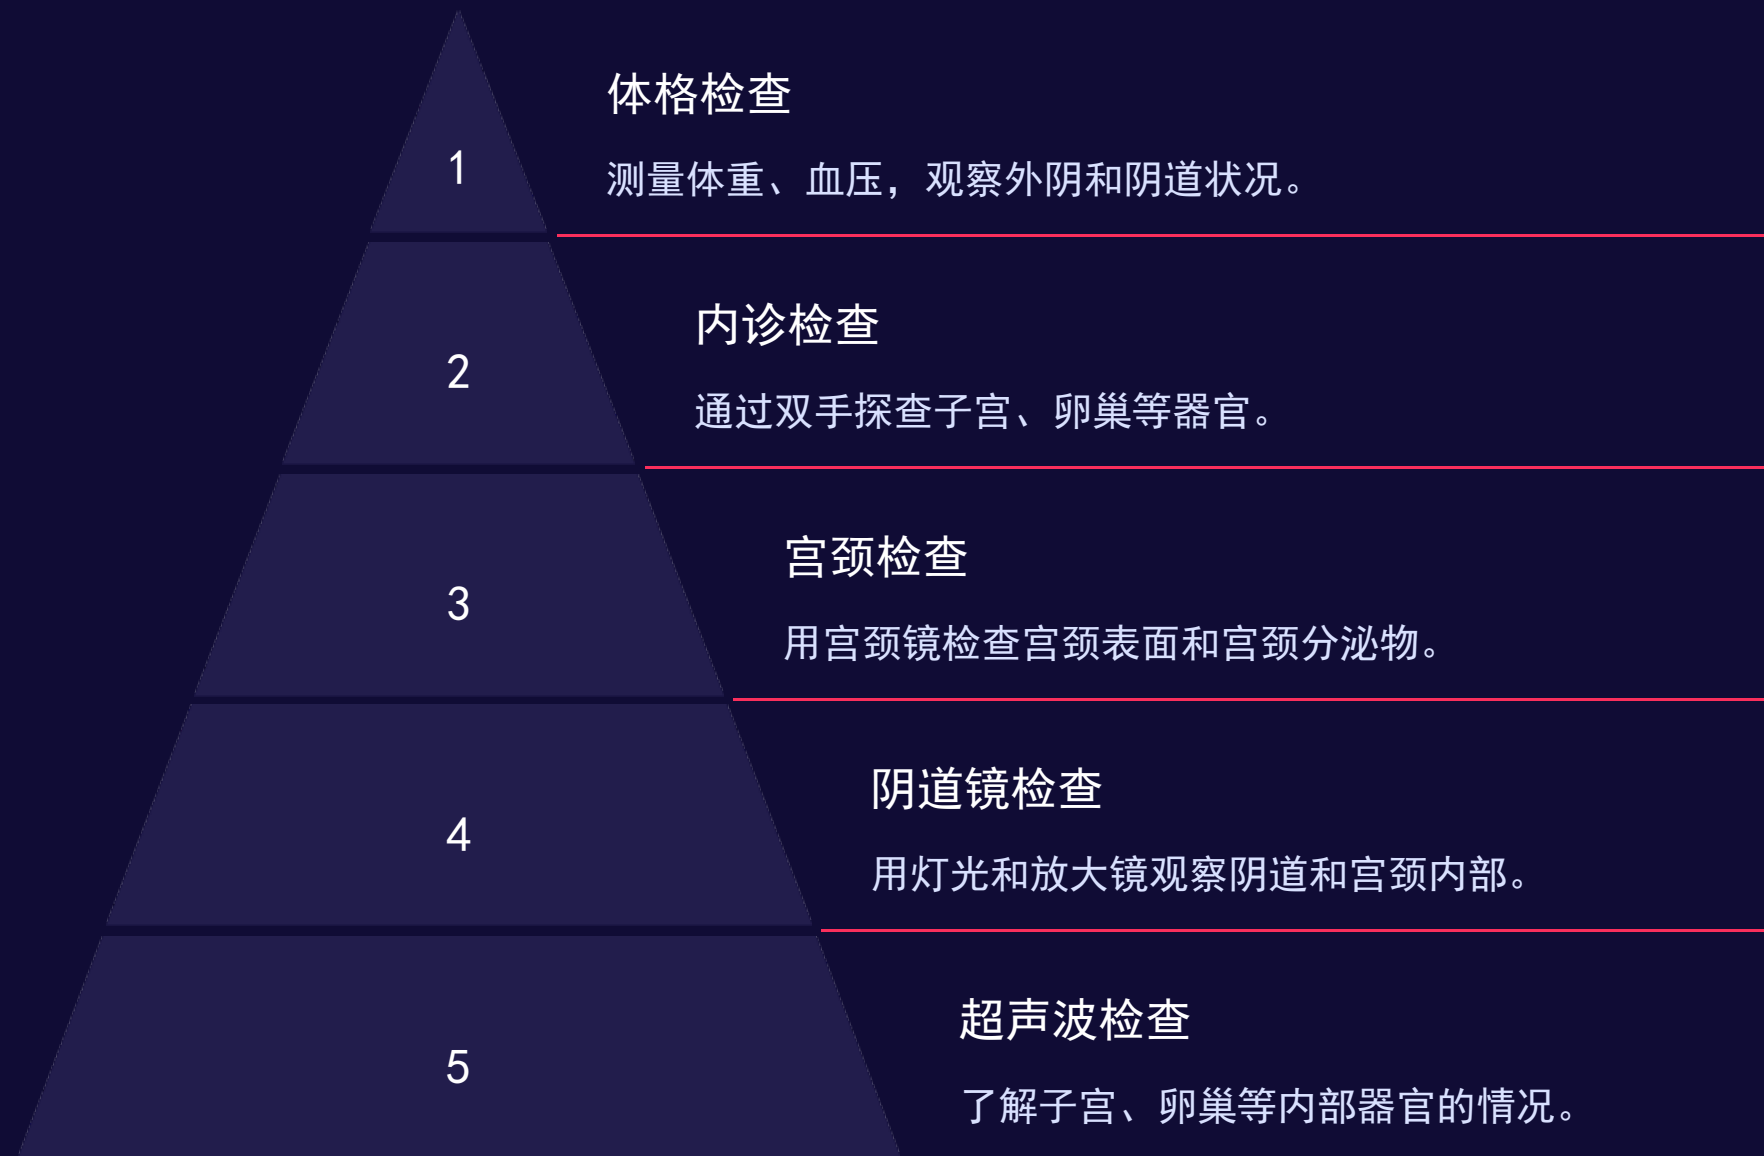 体格检查
1
测量体重、血压，观察外阴和阴道状况。
内诊检查
2
通过双手探查子宫、卵巢等器官。
宫颈检查
3
用宫颈镜检查宫颈表面和宫颈分泌物。
阴道镜检查
4
用灯光和放大镜观察阴道和宫颈内部。
超声波检查
5
了解子宫、卵巢等内部器官的情况。